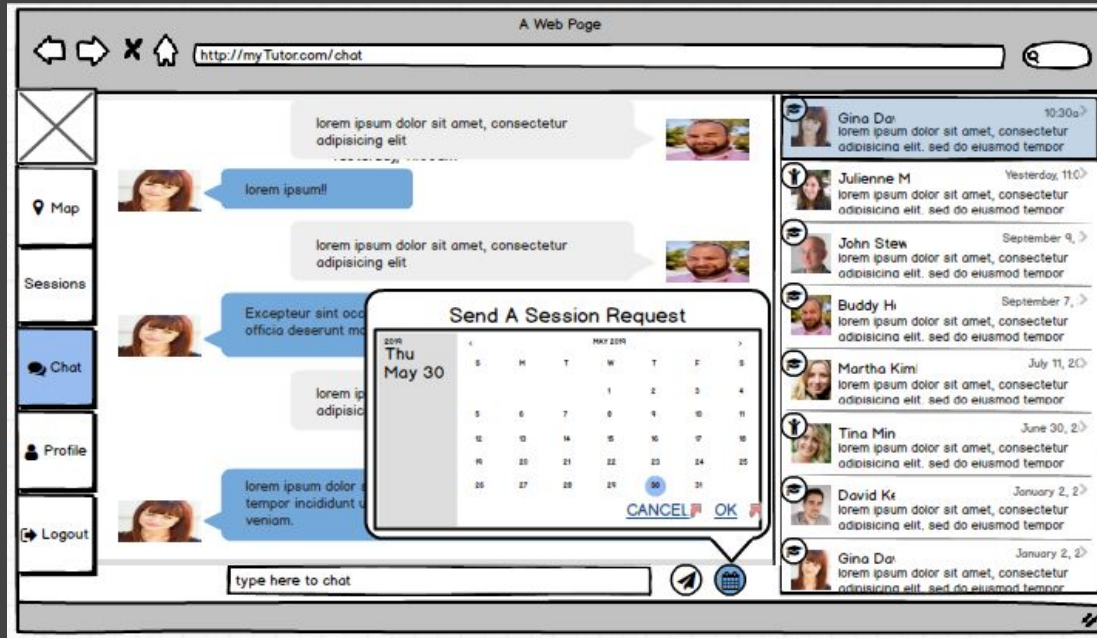 A Web Page
http://myTutor.com/chat
Map
Sessions
Chat
Profile
Logout
lorem ipsum dolor sit amet, consectetur
adipisicing elit
lorem ipsum!!
lorem ipsum dolor sit amet, consectetur
adipisicing elit
Excepteur sint occ
officia deserunt mo
lorem ip
adipisic
lorem ipsum dolor s
tempor incididunt u
veniam.
Send A Session Request
2019
Thu
May 30
‹ MAY 2019 ›
S M T W T F S
1 2 3 4
5 6 7 8 9 10 11
12 13 14 15 16 17 18
19 20 21 22 23 24 25
26 27 28 29 30 31
CANCEL OK
type here to chat
Gina Da 10:30a
lorem ipsum dolor sit amet, consectetur
adipisicing elit, sed do eiusmod tempor
Julienne M Yesterday, 11:0
lorem ipsum dolor sit amet, consectetur
adipisicing elit, sed do eiusmod tempor
John Stew September 9,
lorem ipsum dolor sit amet, consectetur
adipisicing elit, sed do eiusmod tempor
Buddy H September 7,
lorem ipsum dolor sit amet, consectetur
adipisicing elit, sed do eiusmod tempor
Martha Kim July 11, 20
lorem ipsum dolor sit amet, consectetur
adipisicing elit, sed do eiusmod tempor
Tina Min June 30, 2
lorem ipsum dolor sit amet, consectetur
adipisicing elit, sed do eiusmod tempor
David Ke January 2, 2
lorem ipsum dolor sit amet, consectetur
adipisicing elit, sed do eiusmod tempor
Gina Da January 2, 2
lorem ipsum dolor sit amet, consectetur
adipisicing elit, sed do eiusmod tempor